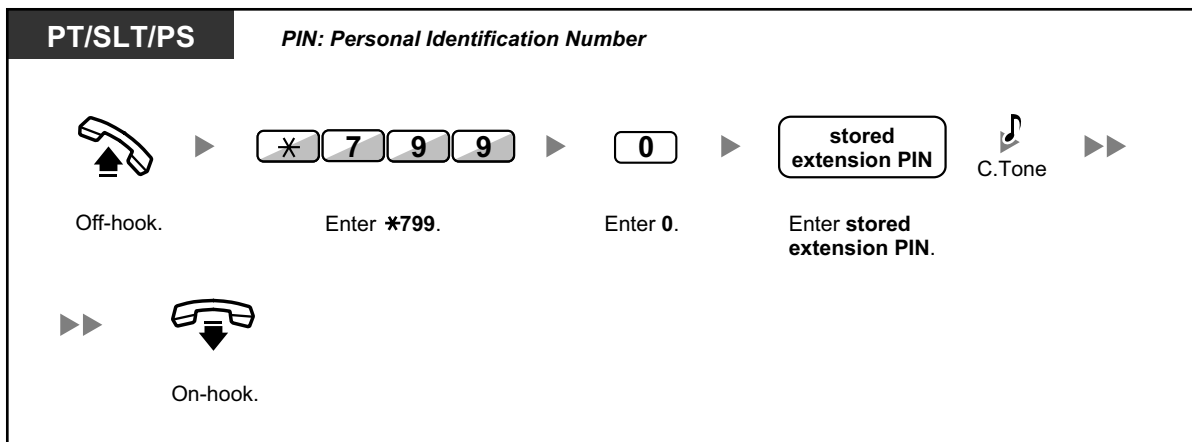 PT/SLT/PS PIN: Personal Identification Number
* 7 9 9 0 stored extension PIN C.Tone
Off-hook. Enter *799. Enter 0. Enter stored extension PIN.
On-hook.